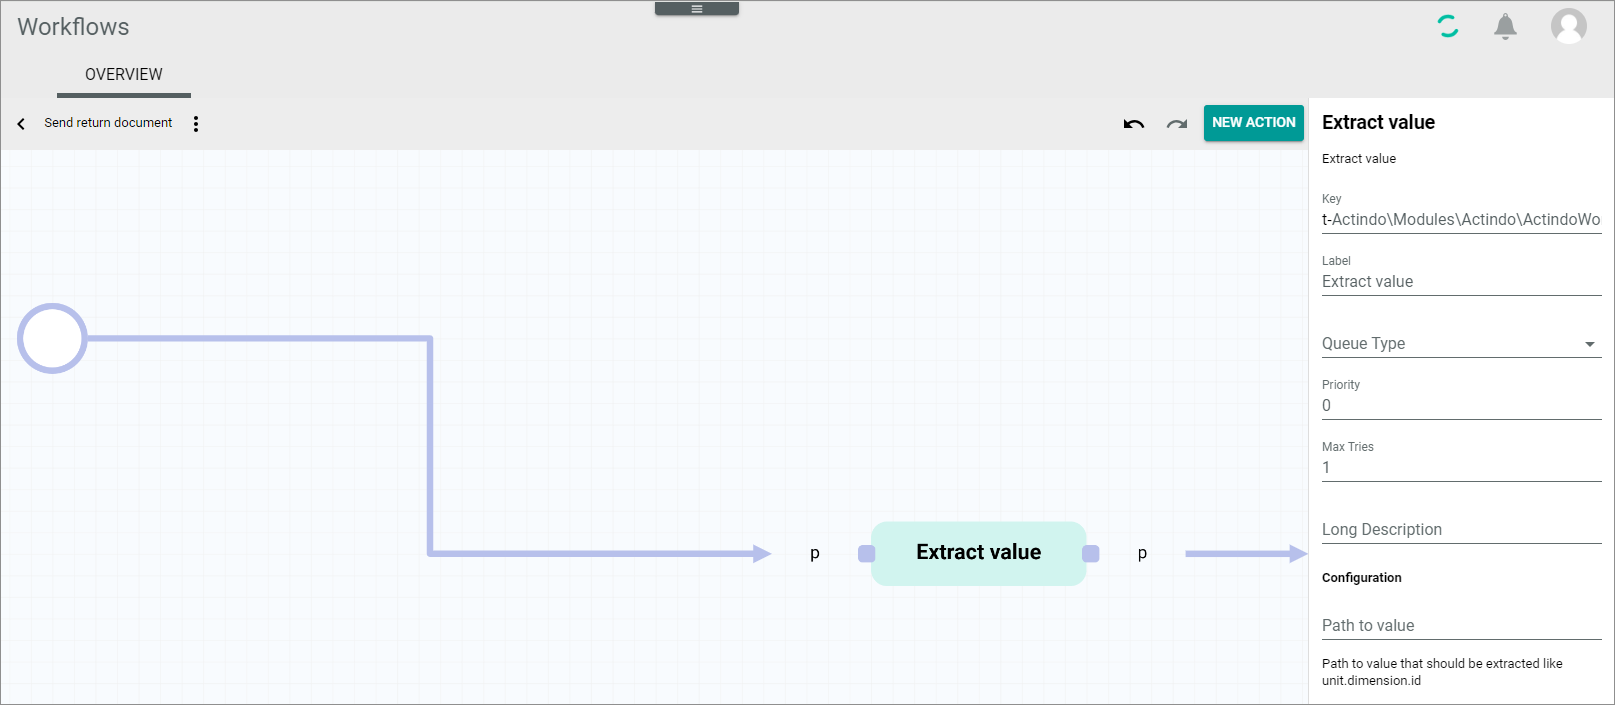 Workflows
OVERVIEW
Send return document
NEW ACTION
p
Extract value
p
Extract value
Extract value
Key
t-Actindo\Modules\Actindo\ActindoWo
Label
Extract value
Queue Type
Priority
0
Max Tries
1
Long Description
Configuration
Path to value
Path to value that should be extracted like
unit.dimension.id